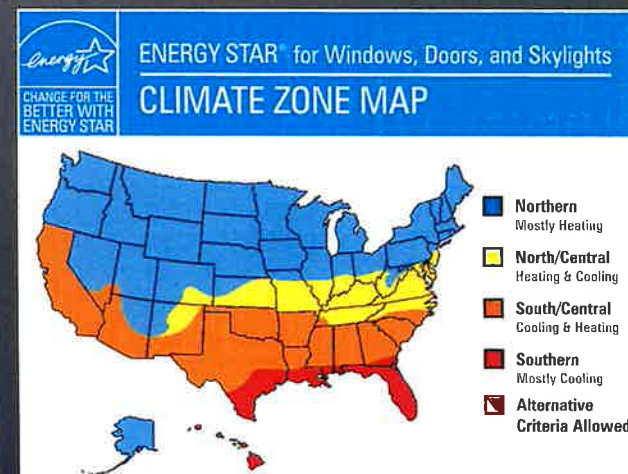 energy
CHANGE FOR THE
BETTER WITH
ENERGY STAR
ENERGY STAR® for Windows, Doors, and Skylights
CLIMATE ZONE MAP
Northern
Mostly Heating
North/Central
Heating & Cooling
South/Central
Cooling & Heating
Southern
Mostly Cooling
Alternative
Criteria Allowed